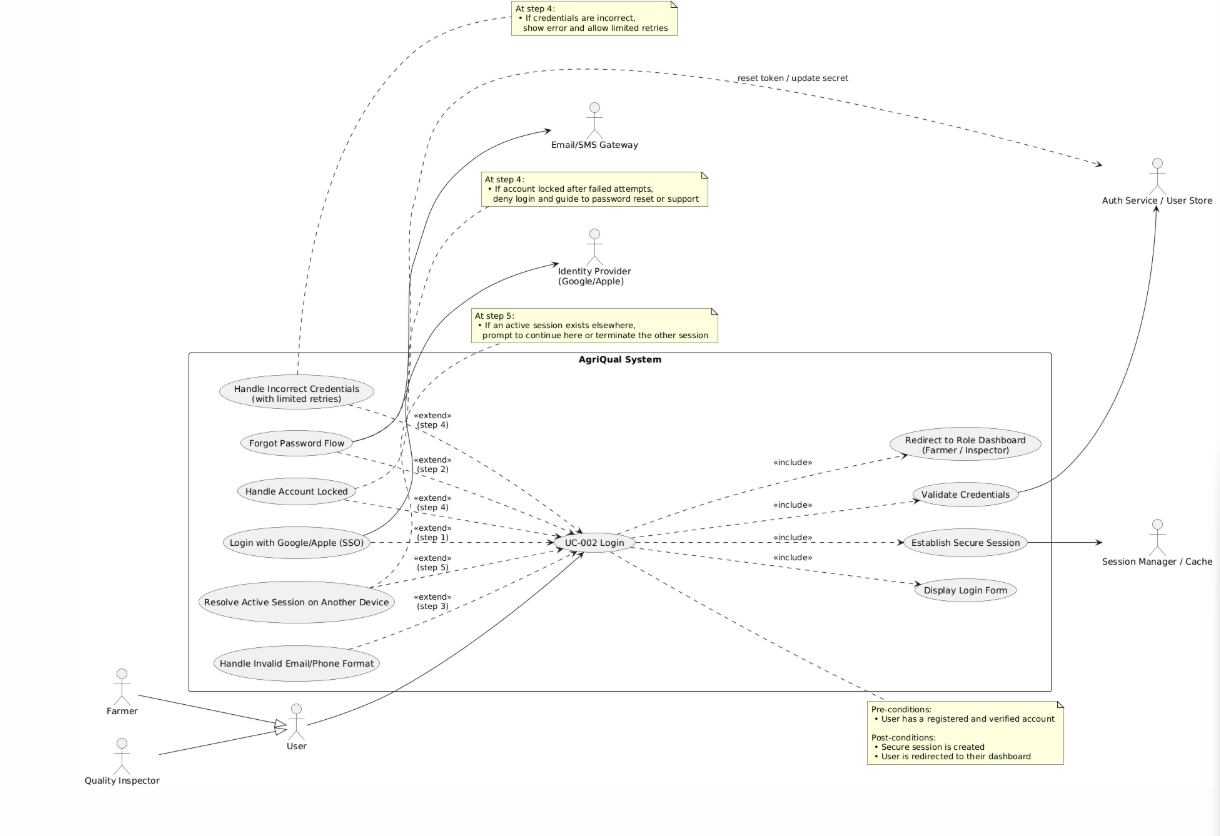 At step 4:
• If credentials are incorrect,
show error and allow limited retries
reset token / update secret
Email/SMS Gateway
At step 4:
• If account locked after failed attempts,
deny login and guide to password reset or support
Auth Service / User Store
Identity Provider
(Google/Apple)
At step 5:
• If an active session exists elsewhere,
prompt to continue here or terminate the other session
AgriQual System
Handle Incorrect Credentials
(with limited retries)
«extend»
(step 4)
Forgot Password Flow
«extend»
(step 2)
Handle Account Locked
«extend»
(step 4)
Login with Google/Apple (SSO)
«extend»
(step 1)
Resolve Active Session on Another Device
«extend»
(step 5)
Handle Invalid Email/Phone Format
«extend»
(step 3)
UC-002 Login
«include»
Redirect to Role Dashboard
(Farmer / Inspector)
«include»
Validate Credentials
«include»
Establish Secure Session
«include»
Display Login Form
Session Manager / Cache
Farmer
User
Quality Inspector
Pre-conditions:
• User has a registered and verified account
Post-conditions:
• Secure session is created
• User is redirected to their dashboard